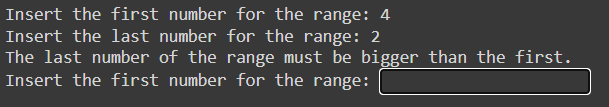 Insert the first number for the range: 4
Insert the last number for the range: 2
The last number of the range must be bigger than the first.
Insert the first number for the range: